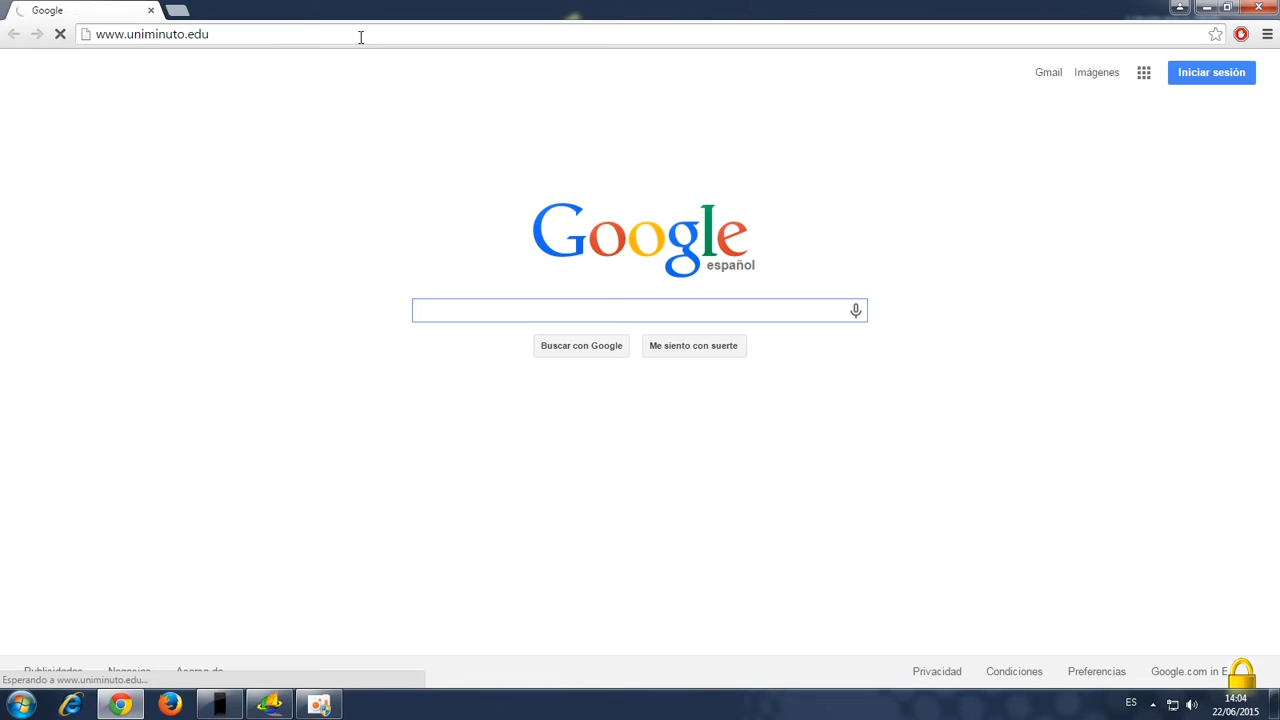 Google
www.uniminuto.edu
Gmail Imágenes Iniciar sesión
Google
español
Buscar con Google Me siento con suerte
Privacidad Condiciones Preferencias Google.com in E
Esperando a www.uniminuto.edu...
ES 14:04
22/06/2015